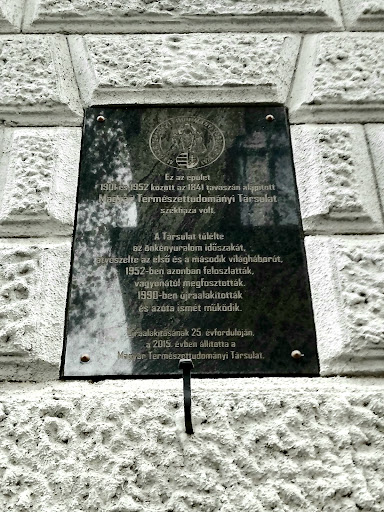 Ez az épület
1901 és 1952 között az 1841 tavaszán alapított
Magyar Természettudományi Társulat
székháza volt.
A Társulat túlélte
az önkényuralom időszakát,
átvészelte az első és a második világháborút,
1952-ben azonban feloszlatták,
vagyonától megfosztották.
1990-ben újraalakították
és azóta ismét működik.
Újraalakításának 25. évfordulóján,
a 2015. évben állította a
Magyar Természettudományi Társulat.